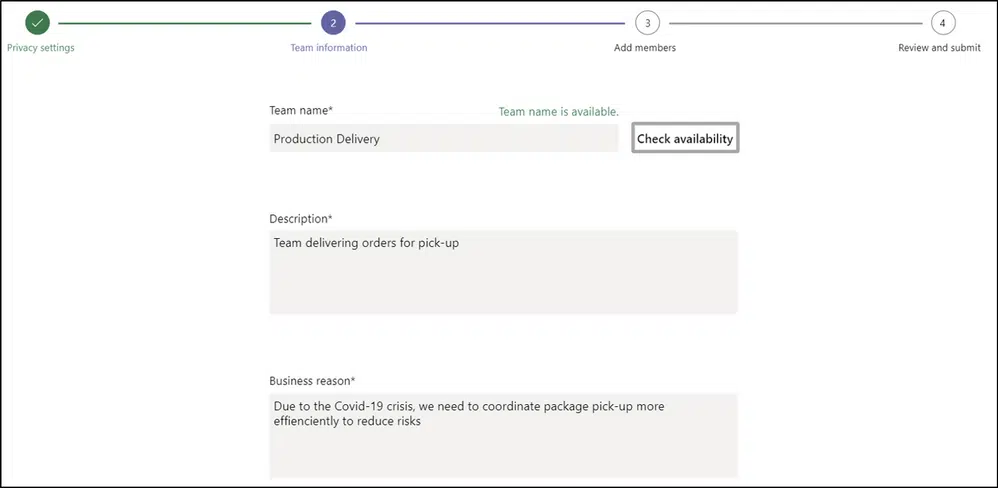 2
3
4
Privacy settings
Team information
Add members
Review and submit
Team name*
Team name is available.
Production Delivery
Check availability
Description*
Team delivering orders for pick-up
Business reason*
Due to the Covid-19 crisis, we need to coordinate package pick-up more
effienciently to reduce risks